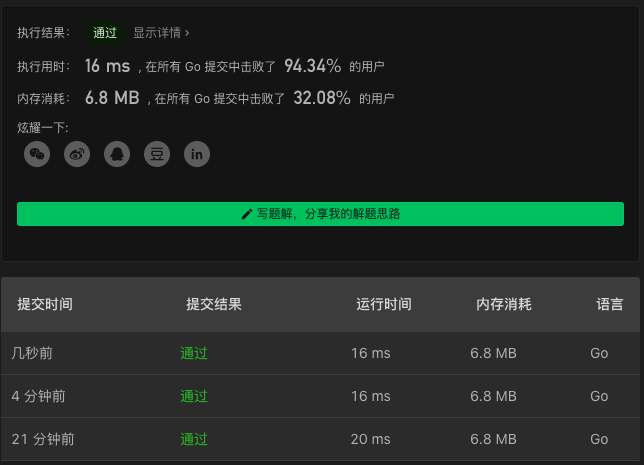 执行结果： 通过 显示详情 ›
执行用时： 16 ms , 在所有 Go 提交中击败了 94.34% 的用户
内存消耗： 6.8 MB , 在所有 Go 提交中击败了 32.08% 的用户
炫耀一下:
豆 in
写题解，分享我的解题思路
提交时间 提交结果 运行时间 内存消耗 语言
几秒前 通过 16 ms 6.8 MB Go
4 分钟前 通过 16 ms 6.8 MB Go
21 分钟前 通过 20 ms 6.8 MB Go